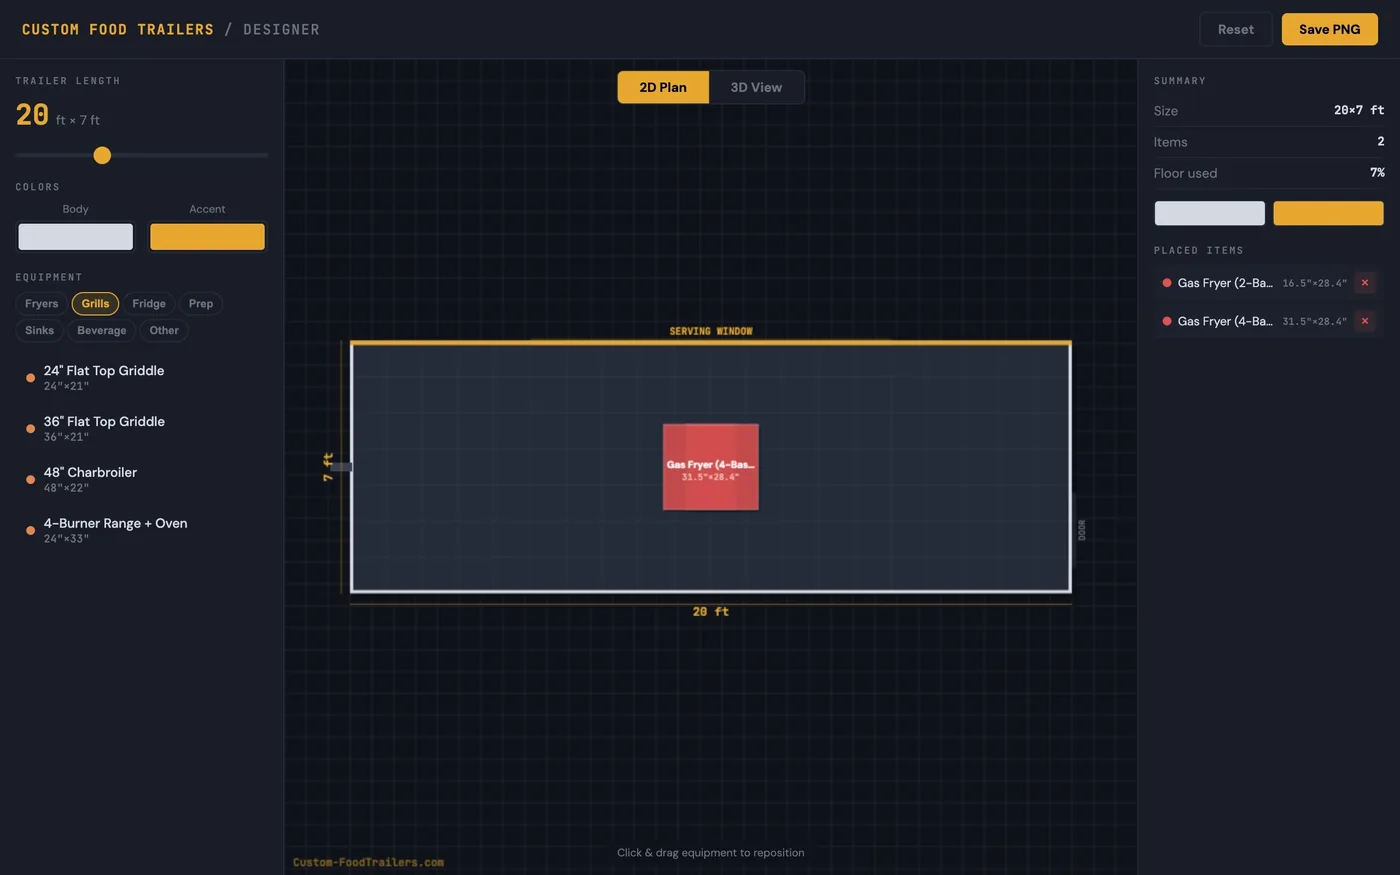 CUSTOM FOOD TRAILERS / DESIGNER
Reset
Save PNG
TRAILER LENGTH
20 ft × 7 ft
COLORS
Body
Accent
EQUIPMENT
Fryers
Grills
Fridge
Prep
Sinks
Beverage
Other
24" Flat Top Griddle
24"×21"
36" Flat Top Griddle
36"×21"
48" Charbroiler
48"×22"
4-Burner Range + Oven
24"×33"
2D Plan
3D View
SERVING WINDOW
7 ft
Gas Fryer (4-Bas…
31.5"×28.4"
DOOR
20 ft
Click & drag equipment to reposition
Custom-FoodTrailers.com
SUMMARY
Size
20×7 ft
Items
2
Floor used
7%
PLACED ITEMS
Gas Fryer (2-Ba…
16.5"×28.4"
×
Gas Fryer (4-Ba…
31.5"×28.4"
×